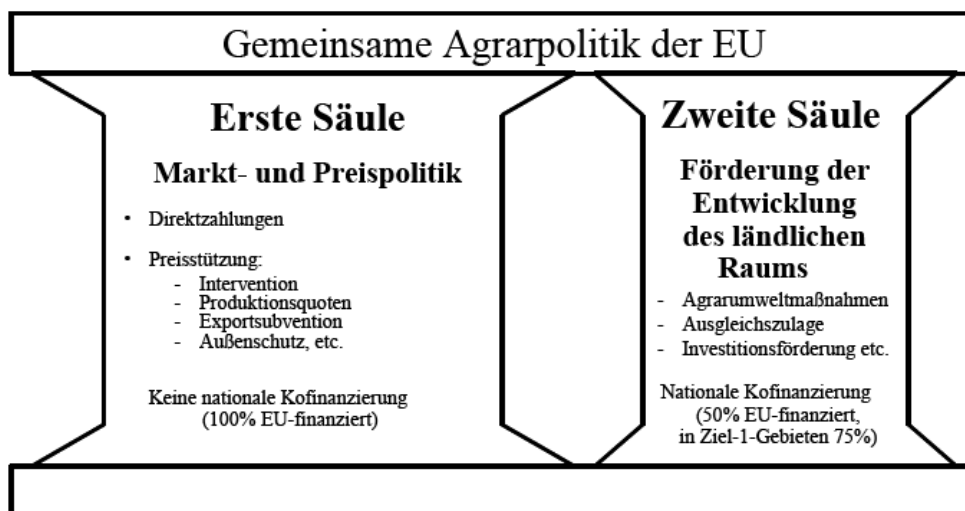 Gemeinsame Agrarpolitik der EU
Erste Säule
Markt- und Preispolitik
• Direktzahlungen
• Preisstützung:
- Intervention
- Produktionsquoten
- Exportsubvention
- Außenschutz, etc.
Keine nationale Kofinanzierung
(100% EU-finanziert)
Zweite Säule
Förderung der
Entwicklung
des ländlichen
Raums
- Agrarumweltmaßnahmen
- Ausgleichszulage
- Investitionsförderung etc.
Nationale Kofinanzierung
(50% EU-finanziert,
in Ziel-1-Gebieten 75%)